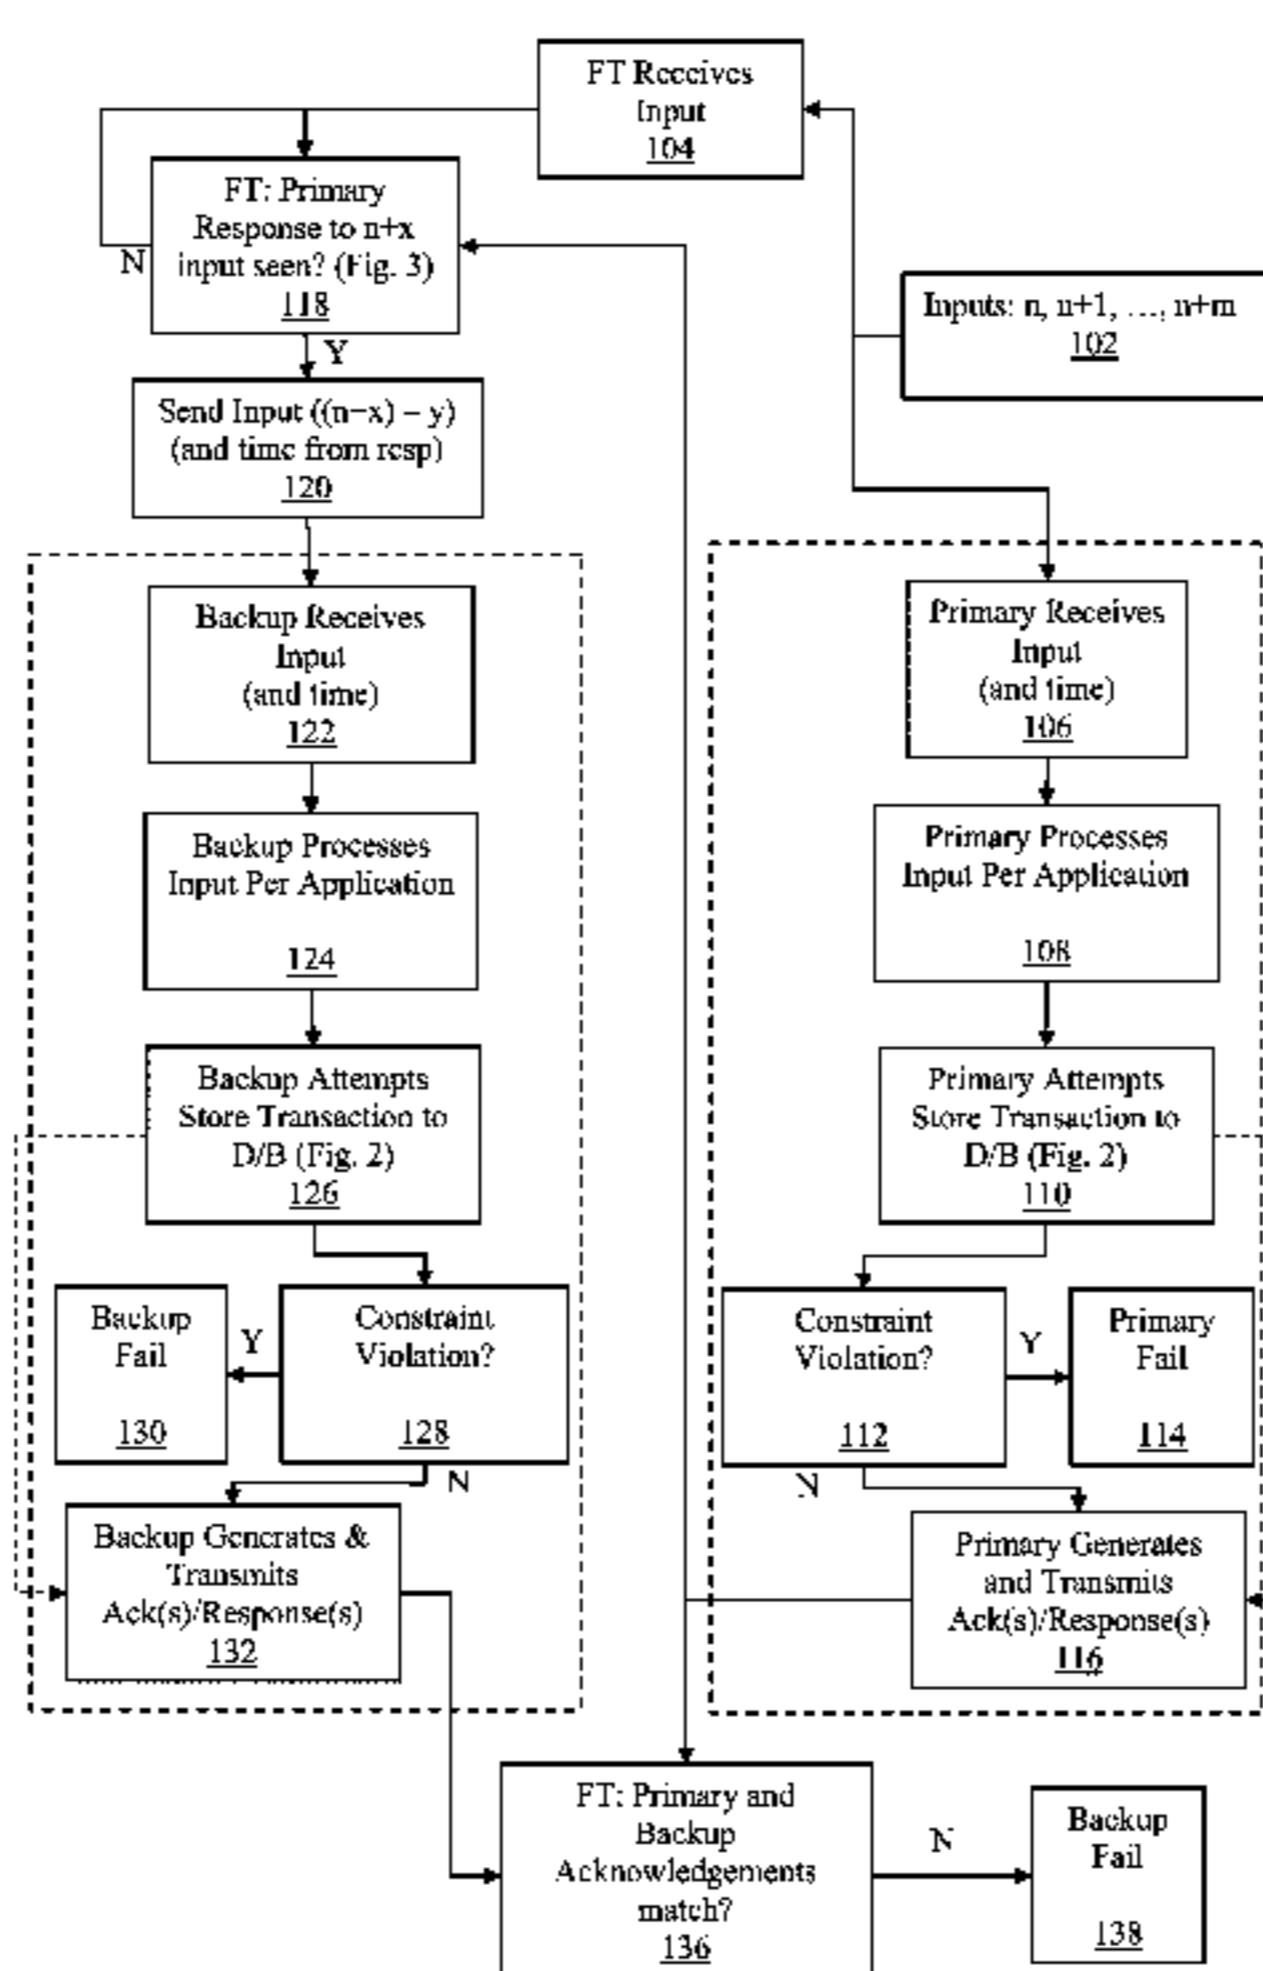 FT Receives
Input
104
FT: Primary
Response to n+x
input seen? (Fig. 3)
118
N
Y
Inputs: n, n+1, ..., n+m
102
Send Input ((n−x) – y)
(and time from resp)
120
Backup Receives
Input
(and time)
122
Primary Receives
Input
(and time)
106
Backup Processes
Input Per Application
124
Primary Processes
Input Per Application
108
Backup Attempts
Store Transaction to
D/B (Fig. 2)
126
Primary Attempts
Store Transaction to
D/B (Fig. 2)
110
Backup
Fail
130
Y
Constraint
Violation?
128
N
Constraint
Violation?
112
N
Y
Primary
Fail
114
Backup Generates &
Transmits
Ack(s)/Response(s)
132
Primary Generates
and Transmits
Ack(s)/Response(s)
116
FT: Primary and
Backup
Acknowledgements
match?
136
N
Backup
Fail
138